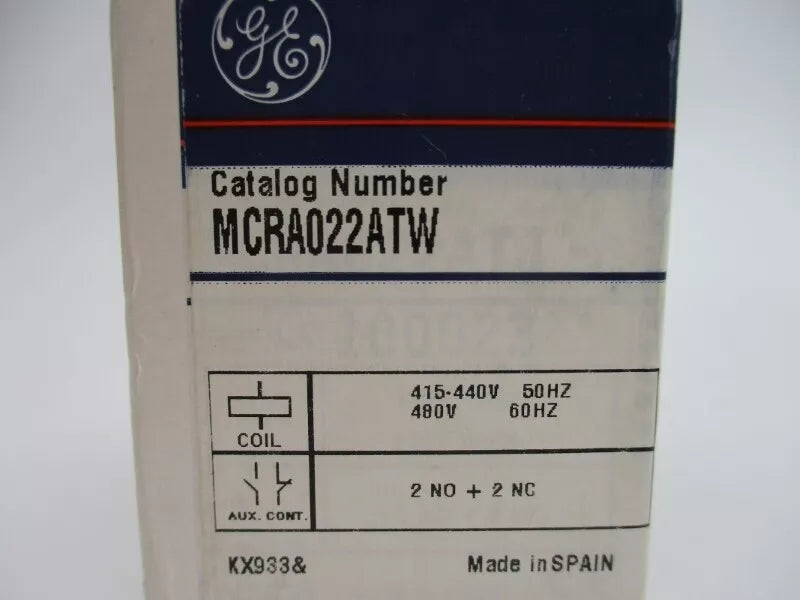 GE
Catalog Number
MCRA022ATW
415-440V 50HZ
480V 60HZ
COIL
2 NO + 2 NC
AUX. CONT.
KX933&
Made in SPAIN